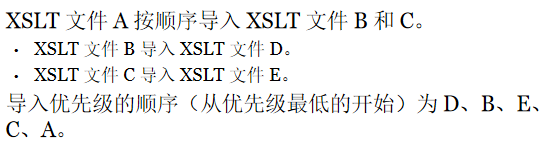 XSLT 文件 A 按顺序导入 XSLT 文件 B 和 C。
• XSLT 文件 B 导入 XSLT 文件 D。
• XSLT 文件 C 导入 XSLT 文件 E。
导入优先级的顺序（从优先级最低的开始）为 D、B、E、
C、A。